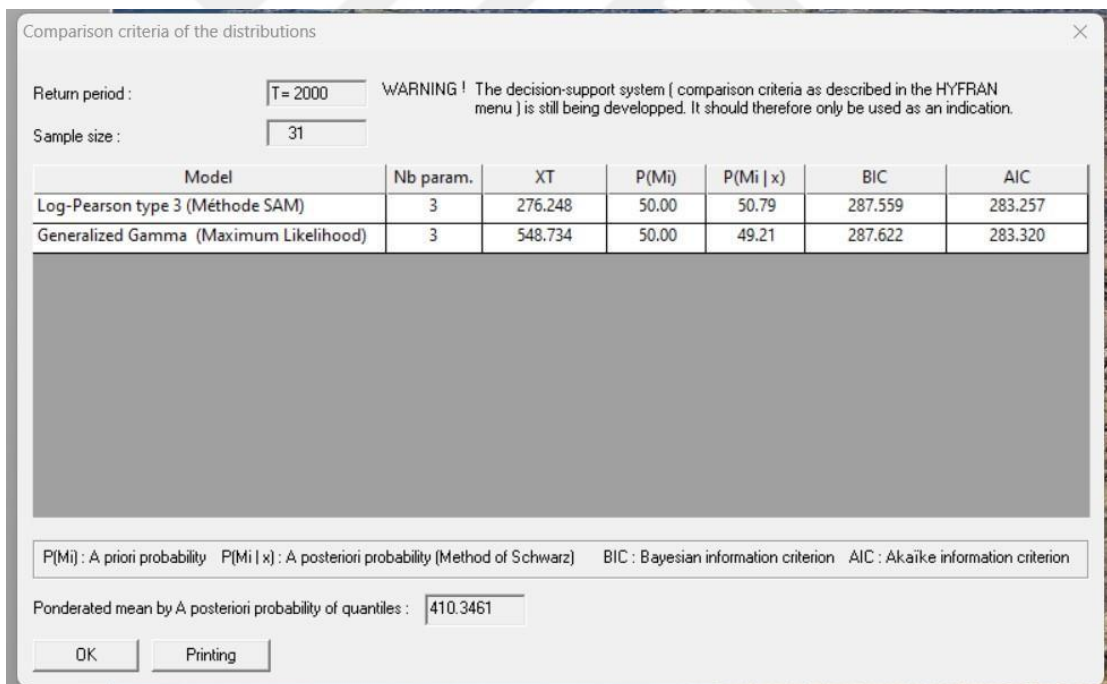 Comparison criteria of the distributions
Return period : T= 2000 WARNING ! The decision-support system ( comparison criteria as described in the HYFRAN
menu ) is still being developped. It should therefore only be used as an indication.
Sample size : 31
Model Nb param. XT P(Mi) P(Mi | x) BIC AIC
Log-Pearson type 3 (Méthode SAM) 3 276.248 50.00 50.79 287.559 283.257
Generalized Gamma (Maximum Likelihood) 3 548.734 50.00 49.21 287.622 283.320
P(Mi) : A priori probability P(Mi | x) : A posteriori probability (Method of Schwarz) BIC : Bayesian information criterion AIC : Akaïke information criterion
Ponderated mean by A posteriori probability of quantiles : 410.3461
OK Printing